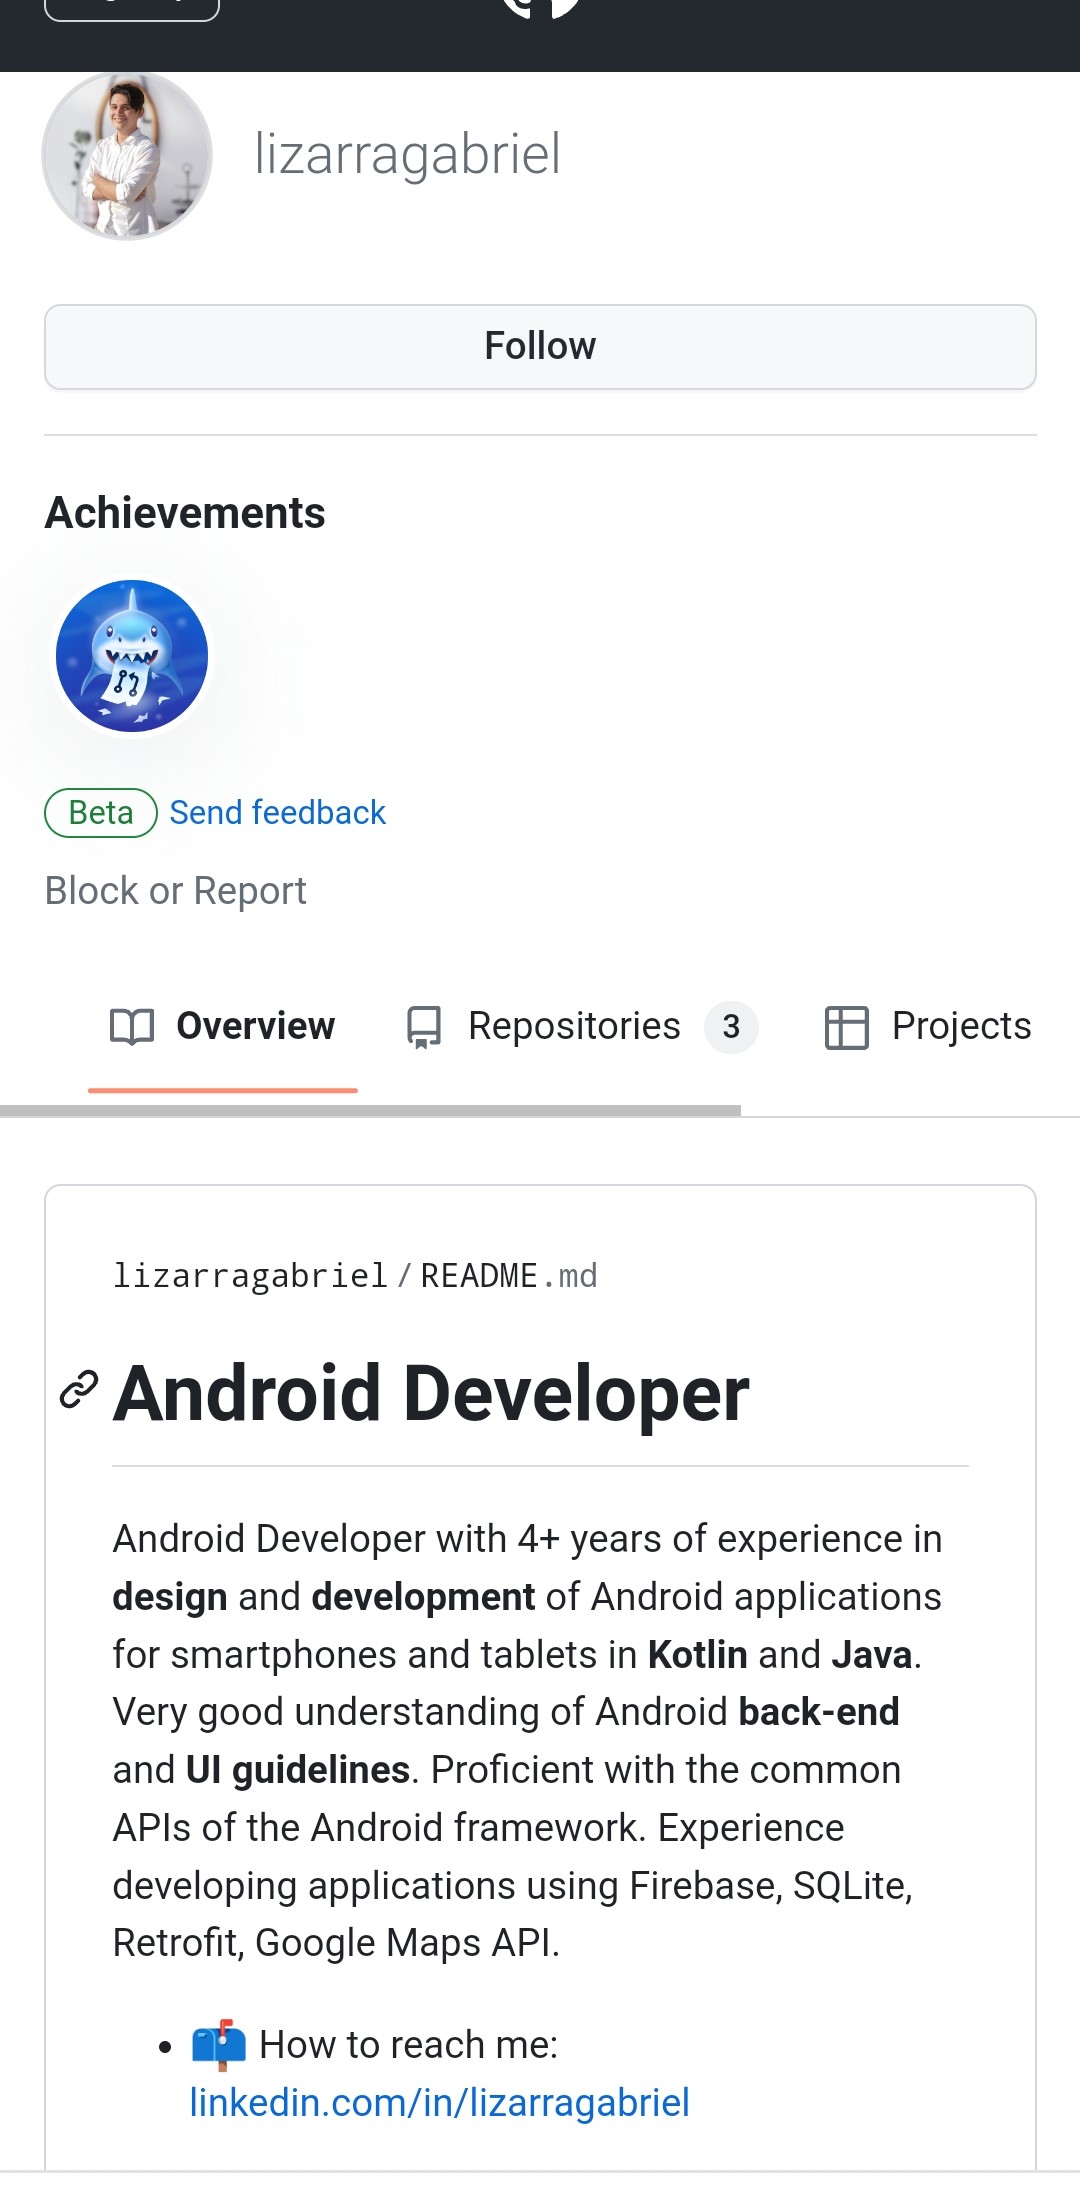 lizarragabriel
Follow
Achievements
Beta Send feedback
Block or Report
Overview Repositories 3 Projects
lizarragabriel / README.md
Android Developer
Android Developer with 4+ years of experience in
design and development of Android applications
for smartphones and tablets in Kotlin and Java.
Very good understanding of Android back-end
and UI guidelines. Proficient with the common
APIs of the Android framework. Experience
developing applications using Firebase, SQLite,
Retrofit, Google Maps API.
• 📫 How to reach me:
linkedin.com/in/lizarragabriel